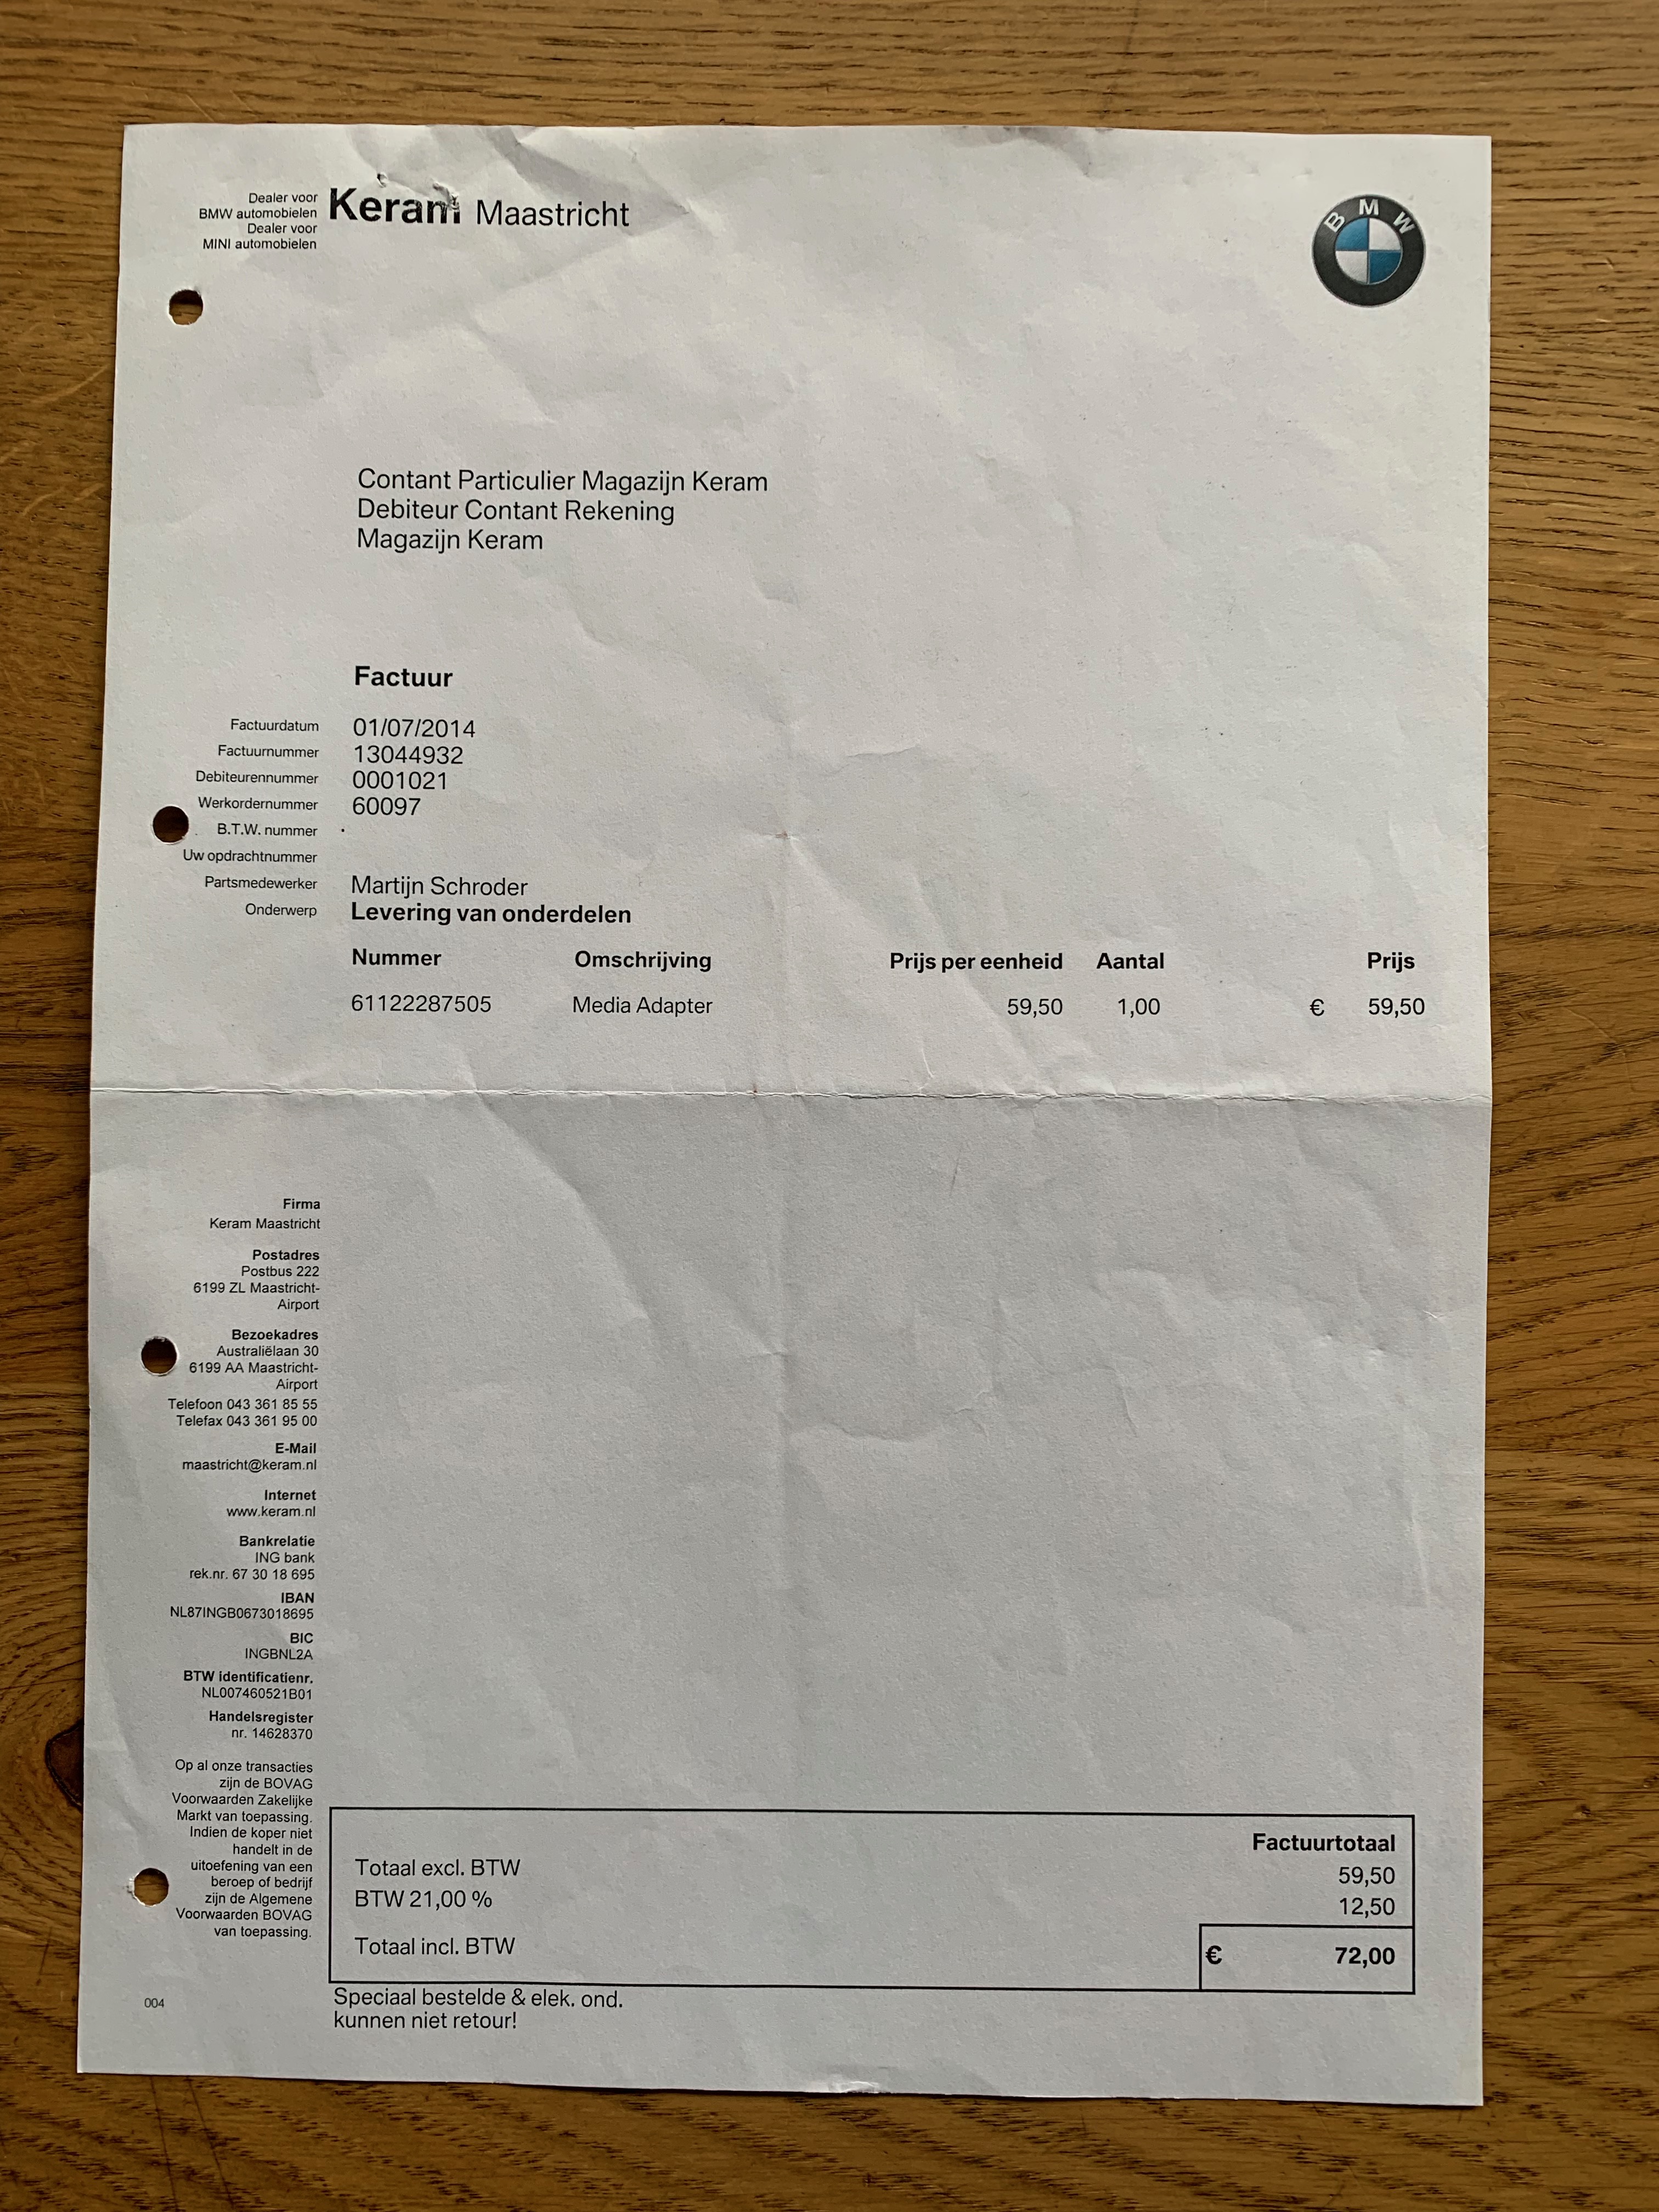 Dealer voor
BMW automobielen
Dealer voor
MINI automobielen
Keram Maastricht
BMW
Contant Particulier Magazijn Keram
Debiteur Contant Rekening
Magazijn Keram
Factuur
Factuurdatum 01/07/2014
Factuurnummer 13044932
Debiteurennummer 0001021
Werkordernummer 60097
B.T.W. nummer
Uw opdrachtnummer
Partsmedewerker Martijn Schroder
Onderwerp Levering van onderdelen
Nummer Omschrijving Prijs per eenheid Aantal Prijs
61122287505 Media Adapter 59,50 1,00 € 59,50
Firma
Keram Maastricht
Postadres
Postbus 222
6199 ZL Maastricht-
Airport
Bezoekadres
Australiëlaan 30
6199 AA Maastricht-
Airport
Telefoon 043 361 85 55
Telefax 043 361 95 00
E-Mail
maastricht@keram.nl
Internet
www.keram.nl
Bankrelatie
ING bank
rek.nr. 67 30 18 695
IBAN
NL87INGB0673018695
BIC
INGBNL2A
BTW identificatienr.
NL007460521B01
Handelsregister
nr. 14628370
Op al onze transacties
zijn de BOVAG
Voorwaarden Zakelijke
Markt van toepassing.
Indien de koper niet
handelt in de
uitoefening van een
beroep of bedrijf
zijn de Algemene
Voorwaarden BOVAG
van toepassing.
Factuurtotaal
Totaal excl. BTW 59,50
BTW 21,00 % 12,50
Totaal incl. BTW € 72,00
Speciaal bestelde & elek. ond.
kunnen niet retour!
004